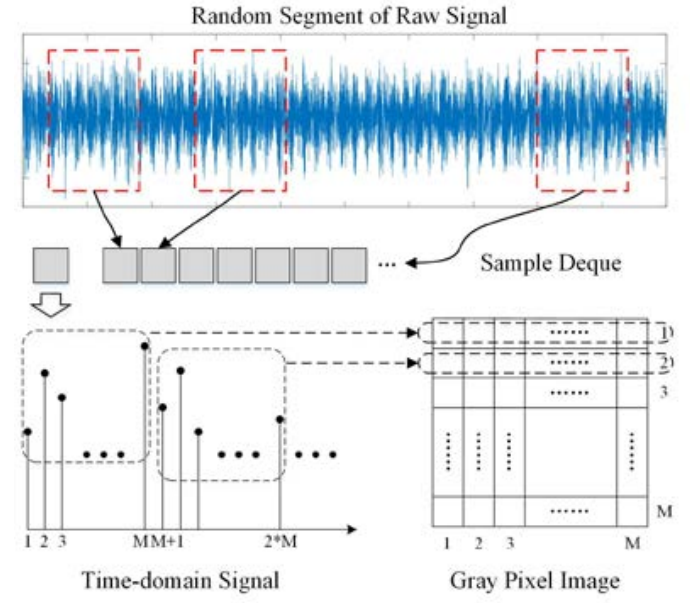 Random Segment of Raw Signal
...
Sample Deque
1
2
3
M
1 2 3 M M+1 2*M
1 2 3 M
Time-domain Signal Gray Pixel Image